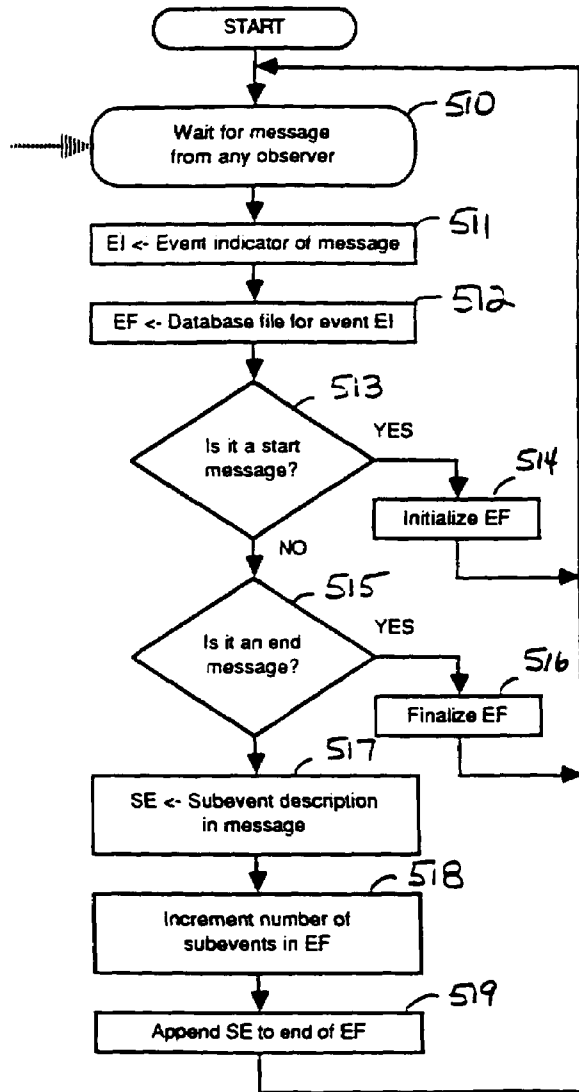 START
510
Wait for message
from any observer
511
EI <- Event indicator of message
512
EF <- Database file for event EI
513
Is it a start
message?
YES
514
Initialize EF
NO
515
Is it an end
message?
YES
516
Finalize EF
517
SE <- Subevent description
in message
518
Increment number of
subevents in EF
519
Append SE to end of EF